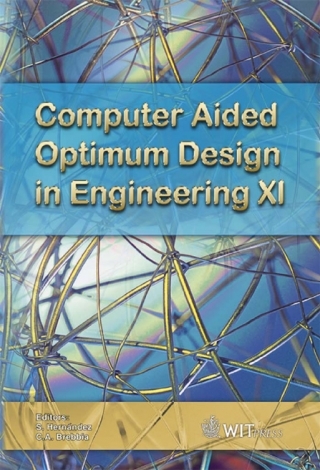 Computer Aided
Optimum Design
in Engineering XI
Editors:
S. Hernández
C.A. Brebbia
WIT PRESS